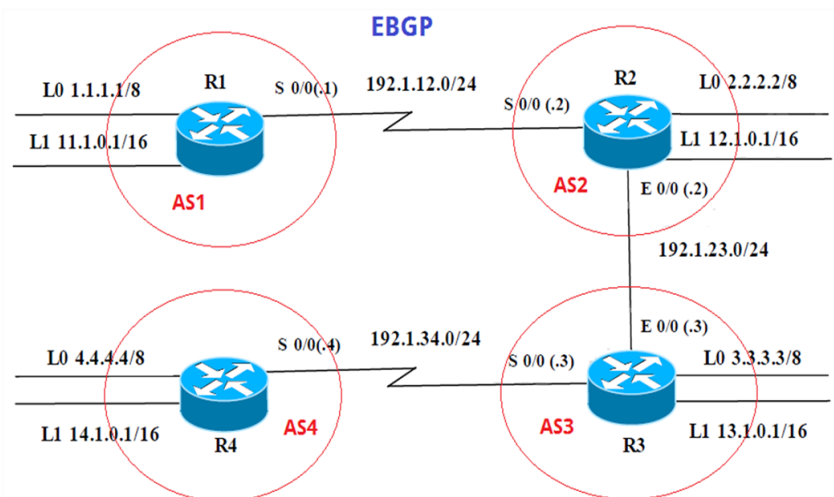 EBGP
R1
S 0/0(.1)
192.1.12.0/24
R2
L0 1.1.1.1/8
S 0/0 (.2)
L0 2.2.2.2/8
L1 11.1.0.1/16
L1 12.1.0.1/16
AS1
AS2
E 0/0 (.2)
192.1.23.0/24
S 0/0(.4)
192.1.34.0/24
E 0/0 (.3)
L0 4.4.4.4/8
S 0/0 (.3)
L0 3.3.3.3/8
L1 14.1.0.1/16
R4
AS4
AS3
R3
L1 13.1.0.1/16